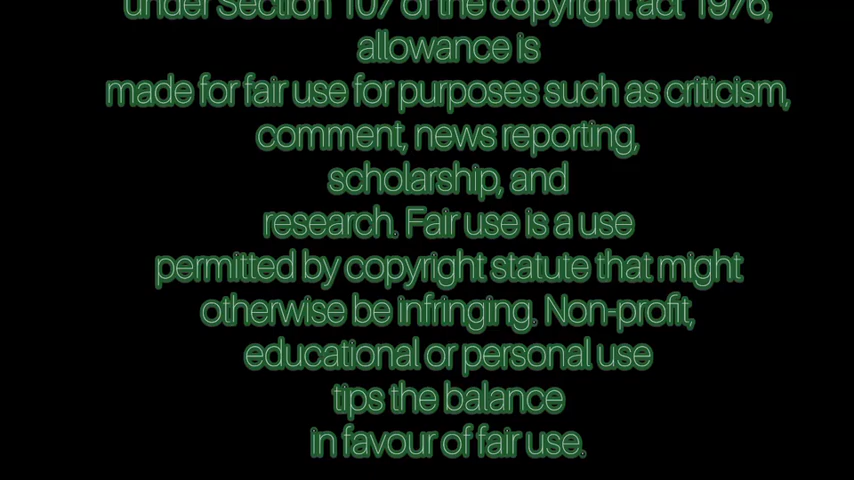 under Section 107 of the copyright act 1976,
allowance is
made for fair use for purposes such as criticism,
comment, news reporting,
scholarship, and
research. Fair use is a use
permitted by copyright statute that might
otherwise be infringing. Non-profit,
educational or personal use
tips the balance
in favour of fair use.